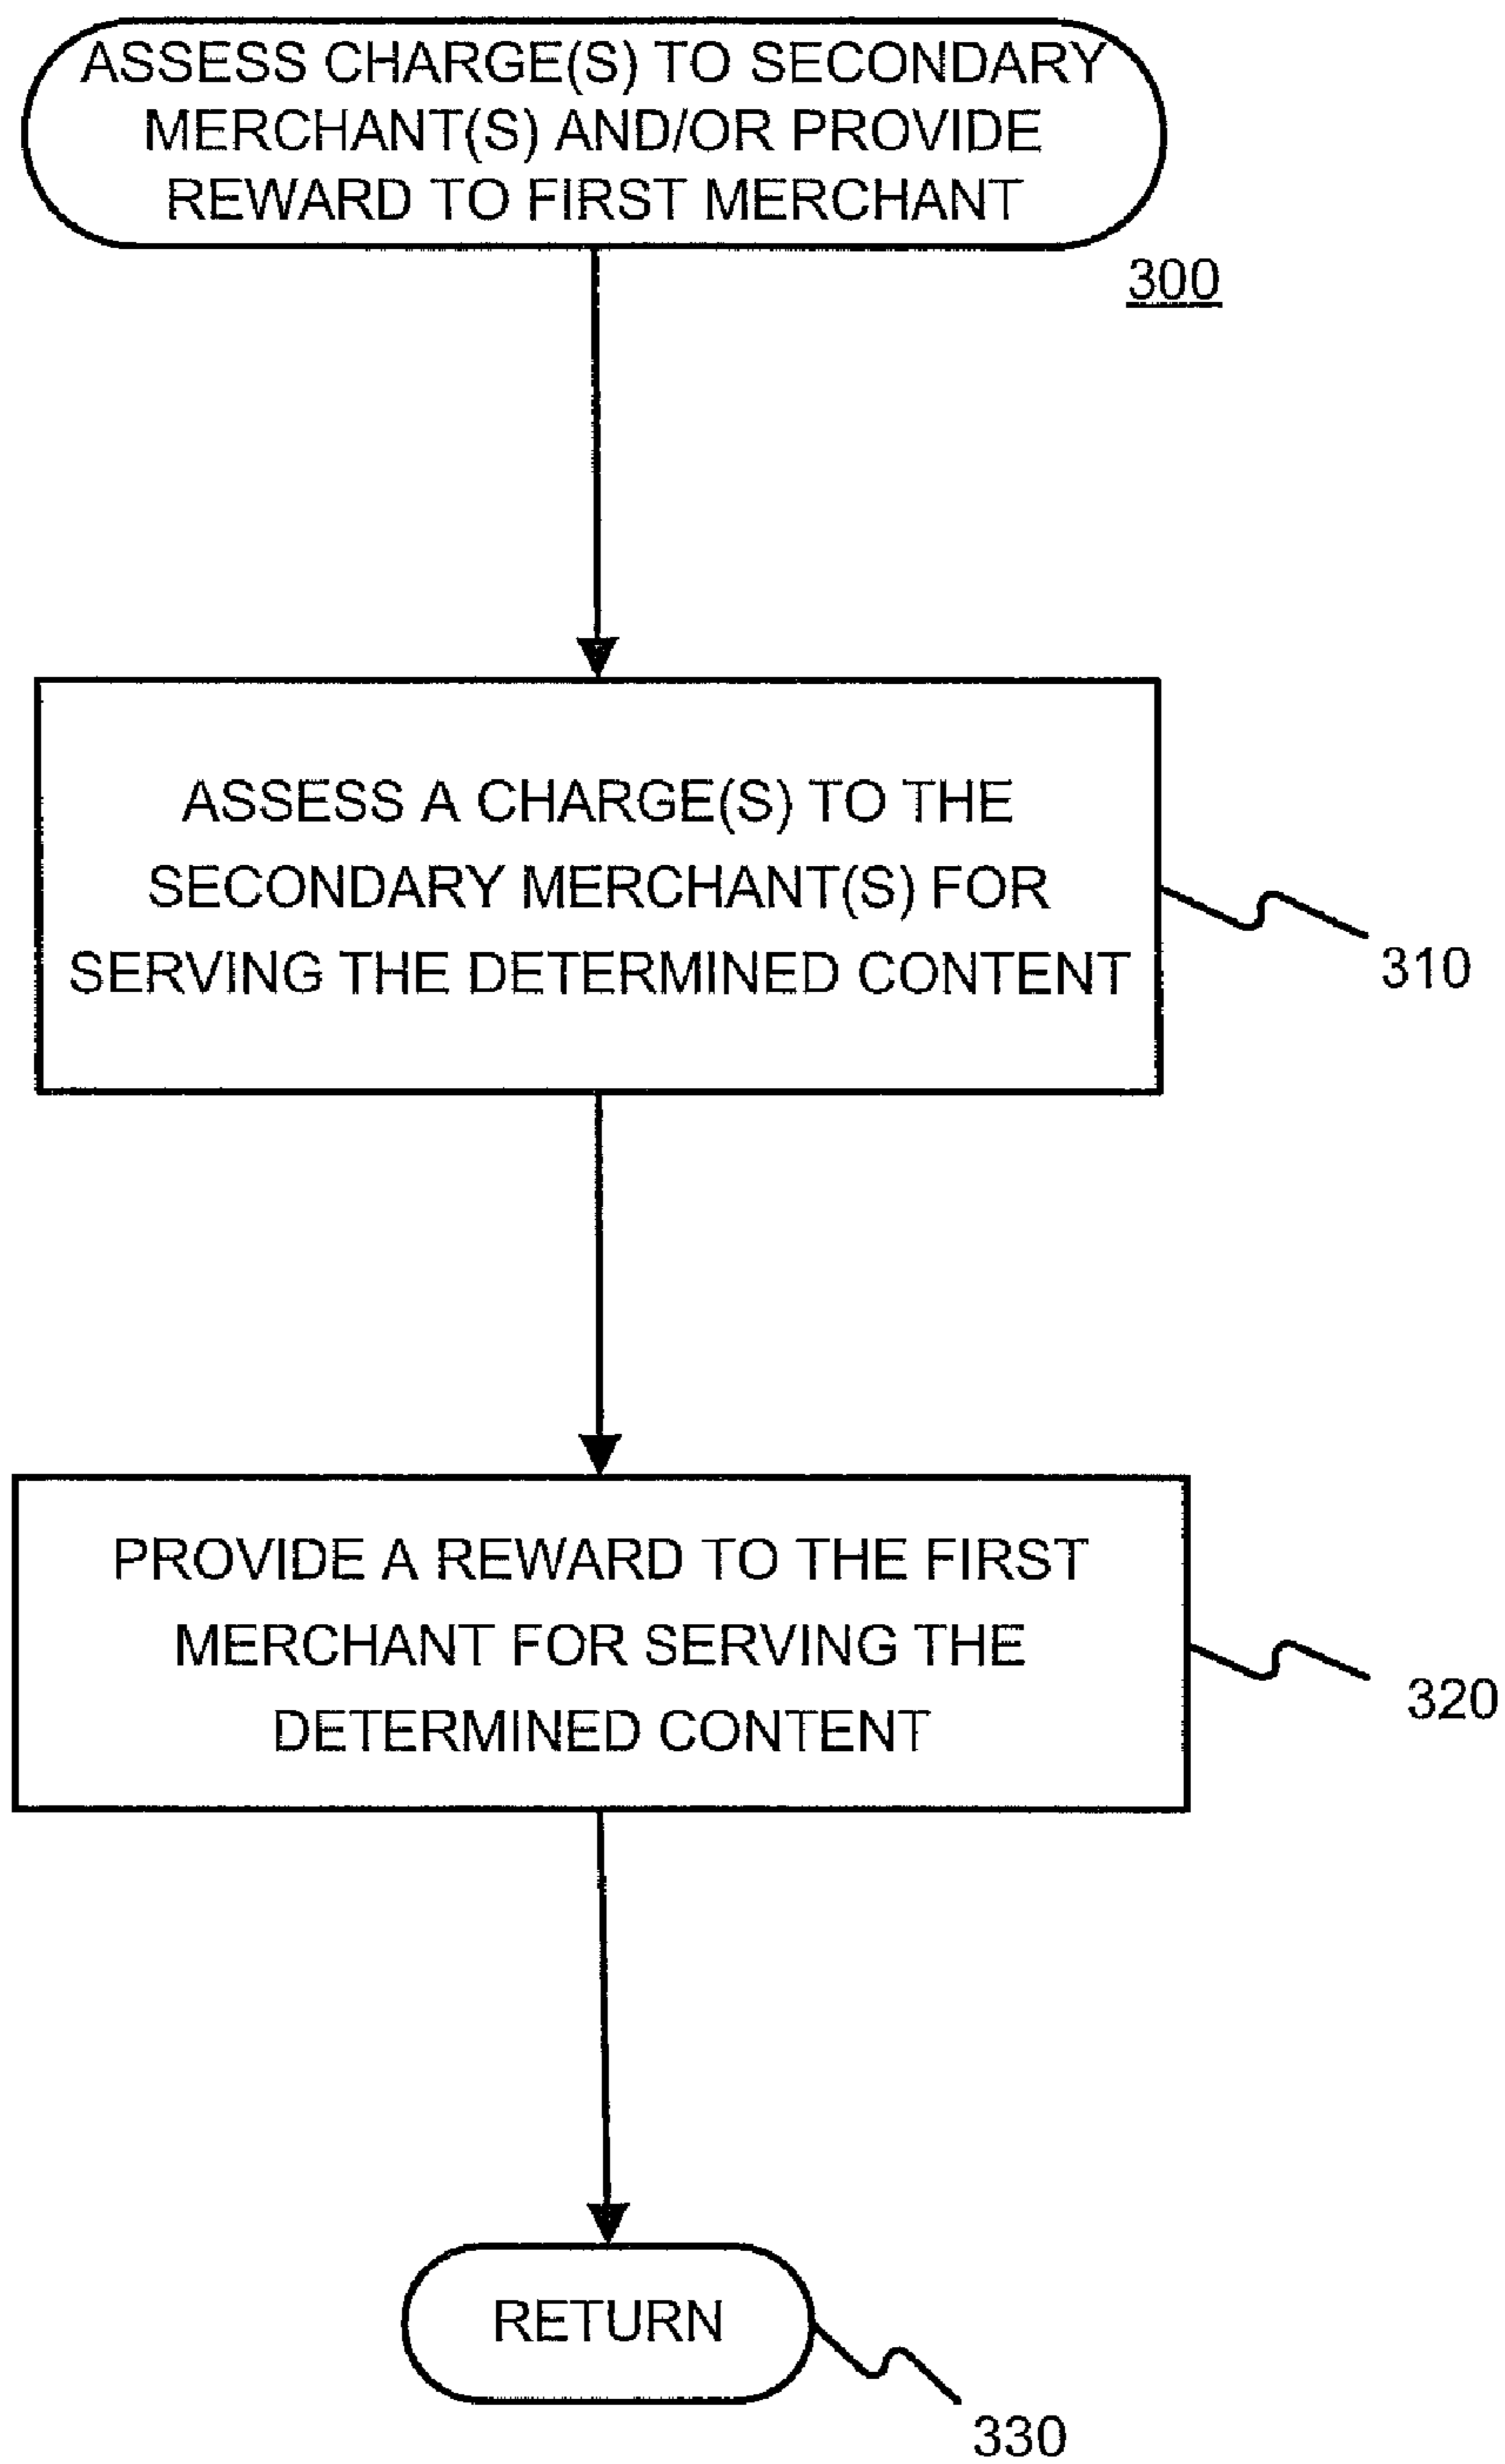 ASSESS CHARGE(S) TO SECONDARY
MERCHANT(S) AND/OR PROVIDE
REWARD TO FIRST MERCHANT
300
ASSESS A CHARGE(S) TO THE
SECONDARY MERCHANT(S) FOR
SERVING THE DETERMINED CONTENT
310
PROVIDE A REWARD TO THE FIRST
MERCHANT FOR SERVING THE
DETERMINED CONTENT
320
RETURN
330